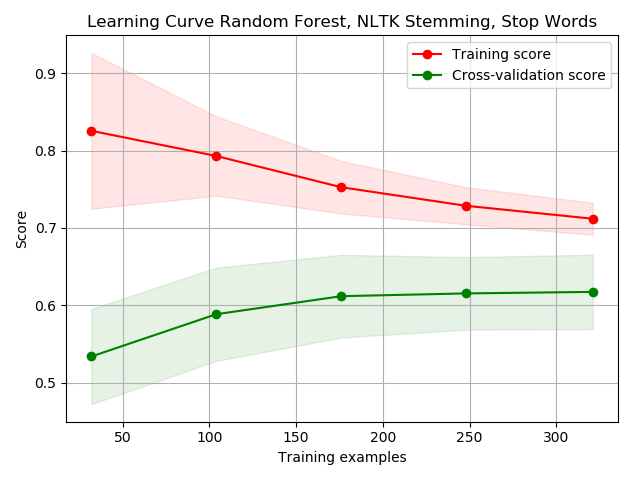 Learning Curve Random Forest, NLTK Stemming, Stop Words
Training score
Cross-validation score
Score
0.9
0.8
0.7
0.6
0.5
50
100
150
200
250
300
Training examples